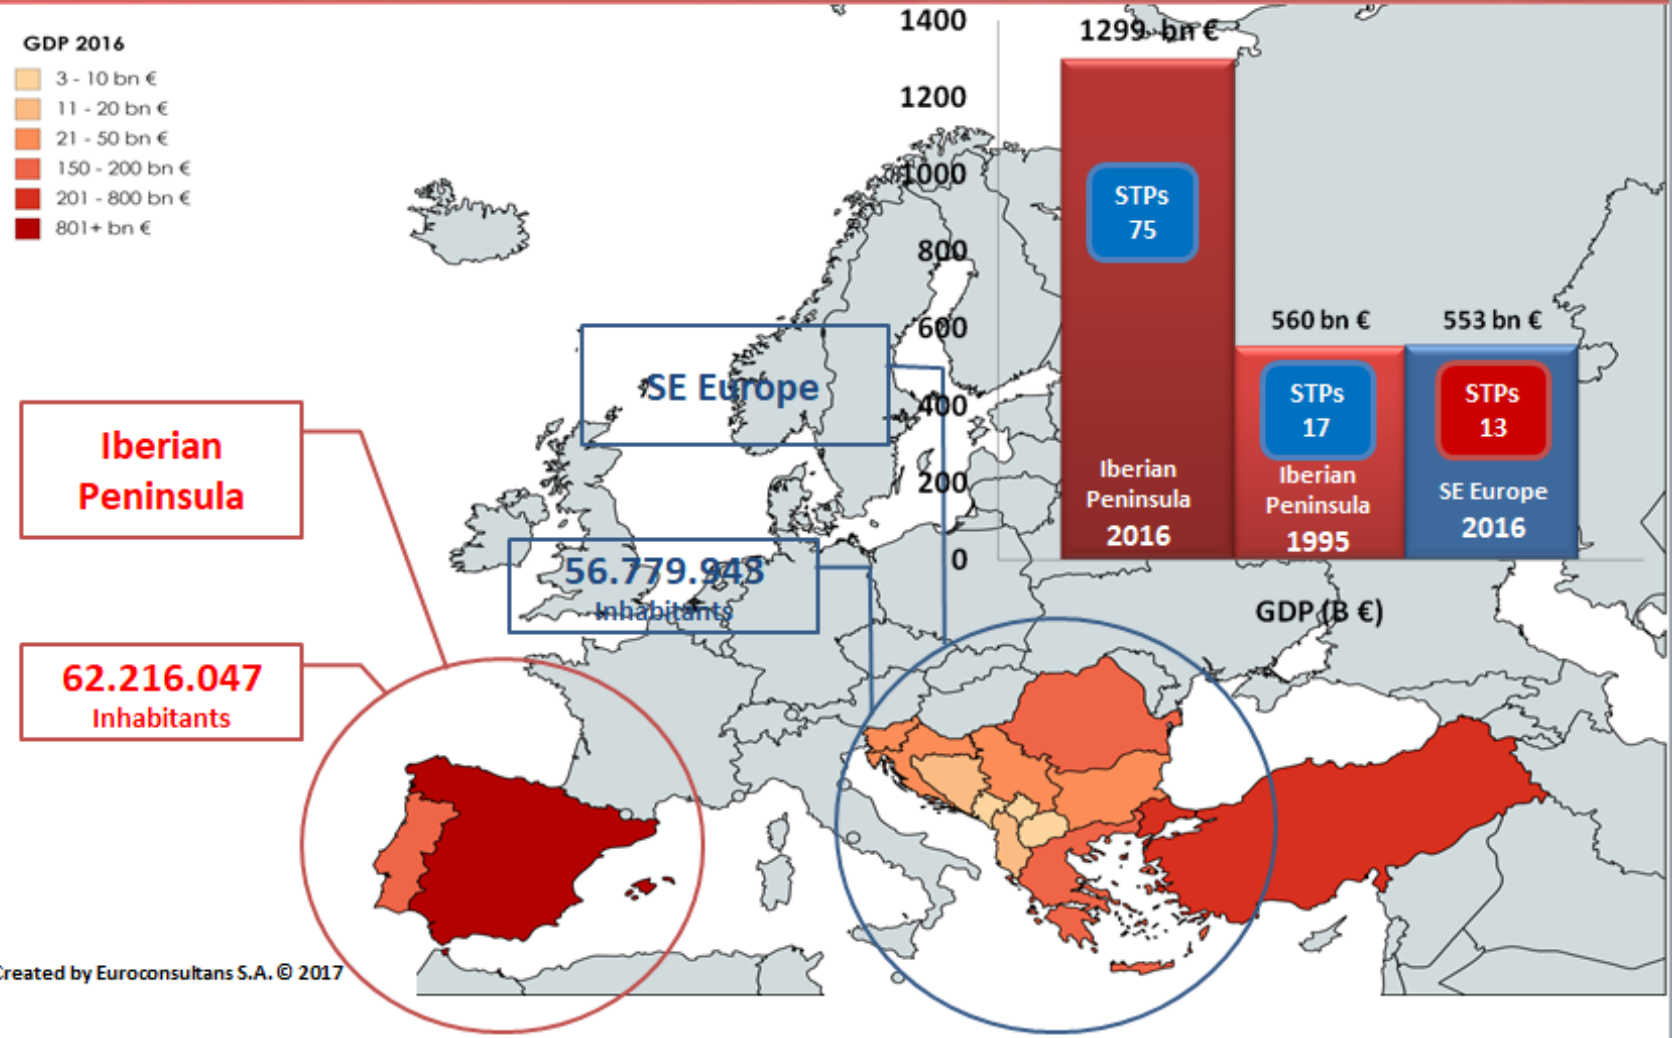 GDP 2016
3 - 10 bn €
11 - 20 bn €
21 - 50 bn €
150 - 200 bn €
201 - 800 bn €
801+ bn €
Iberian
Peninsula
62.216.047
Inhabitants
SE Europe
56.779.943
Inhabitants
1400
1200
1000
800
600
400
200
0
1299 bn €
STPs
75
Iberian
Peninsula
2016
560 bn €
STPs
17
Iberian
Peninsula
1995
553 bn €
STPs
13
SE Europe
2016
GDP (B €)
Created by Euroconsultans S.A. © 2017